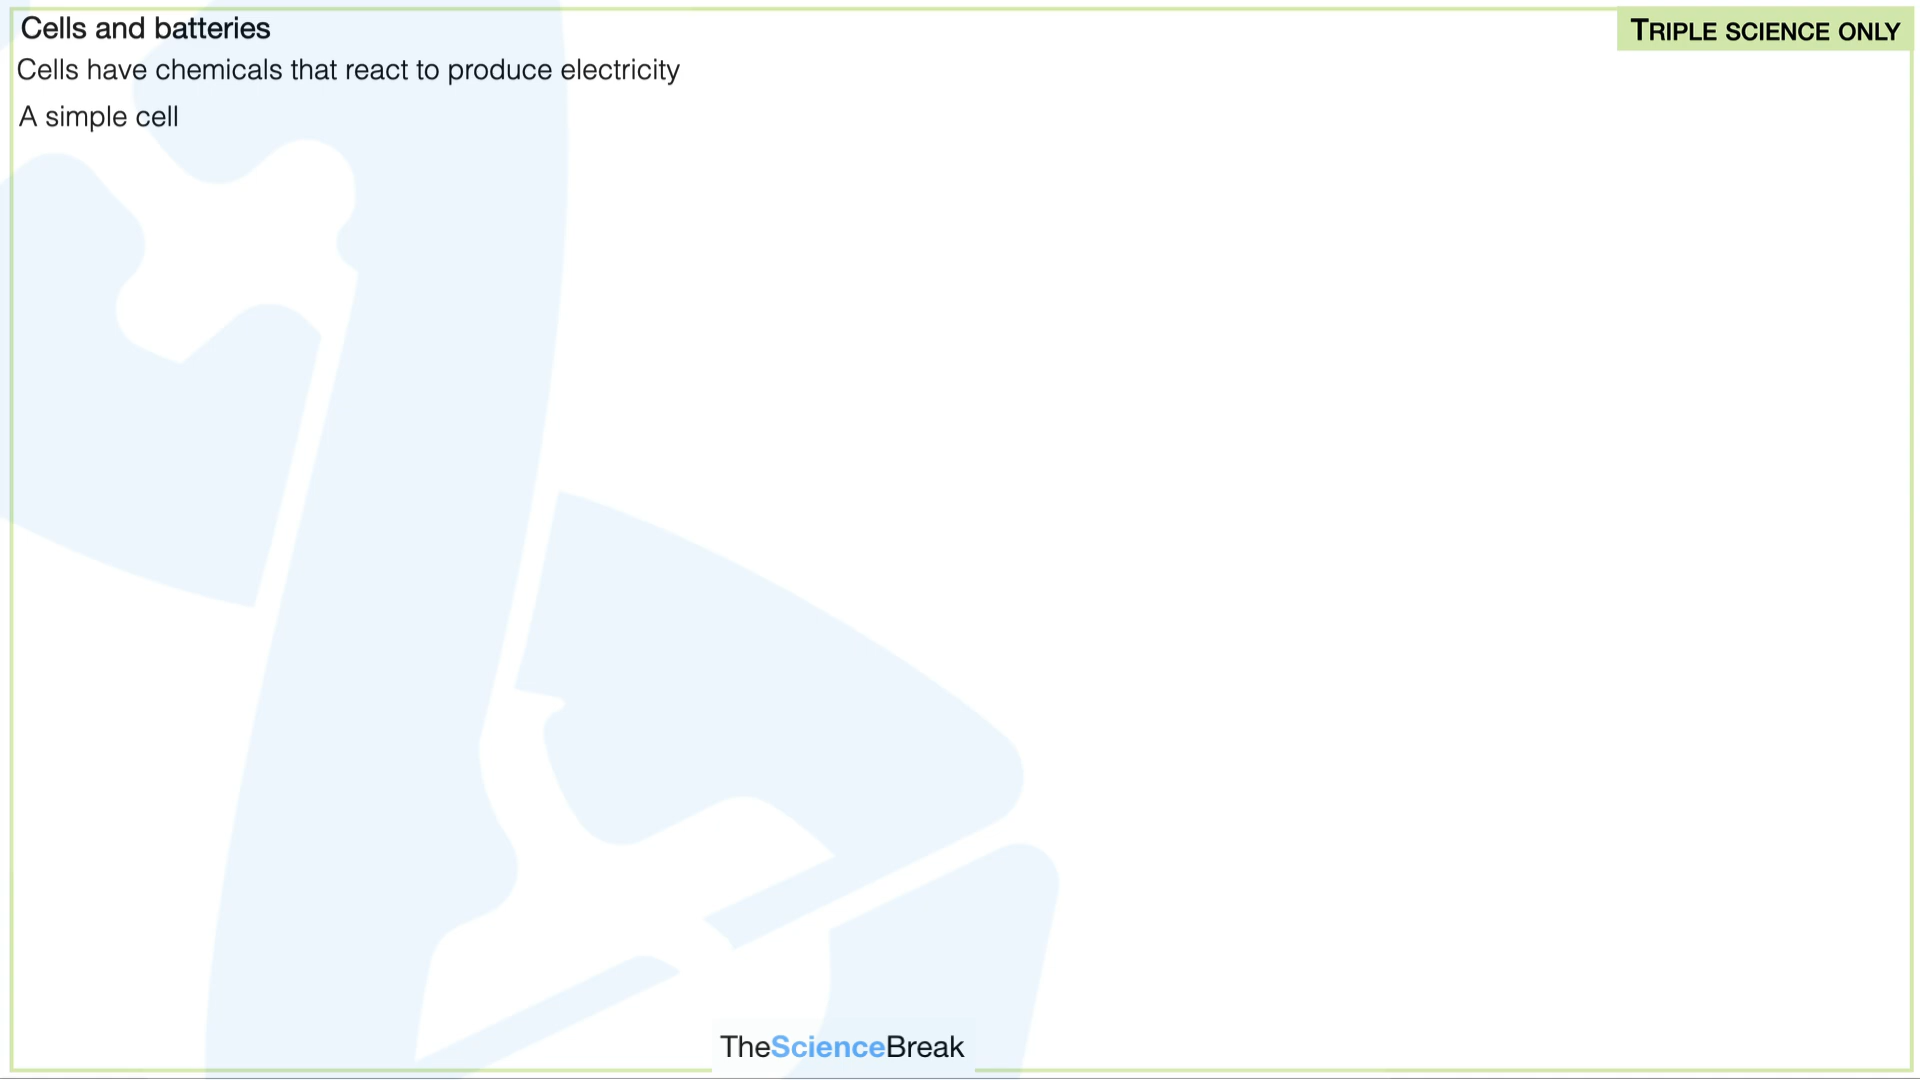 Cells and batteries
TRIPLE SCIENCE ONLY
Cells have chemicals that react to produce electricity
A simple cell
TheScienceBreak